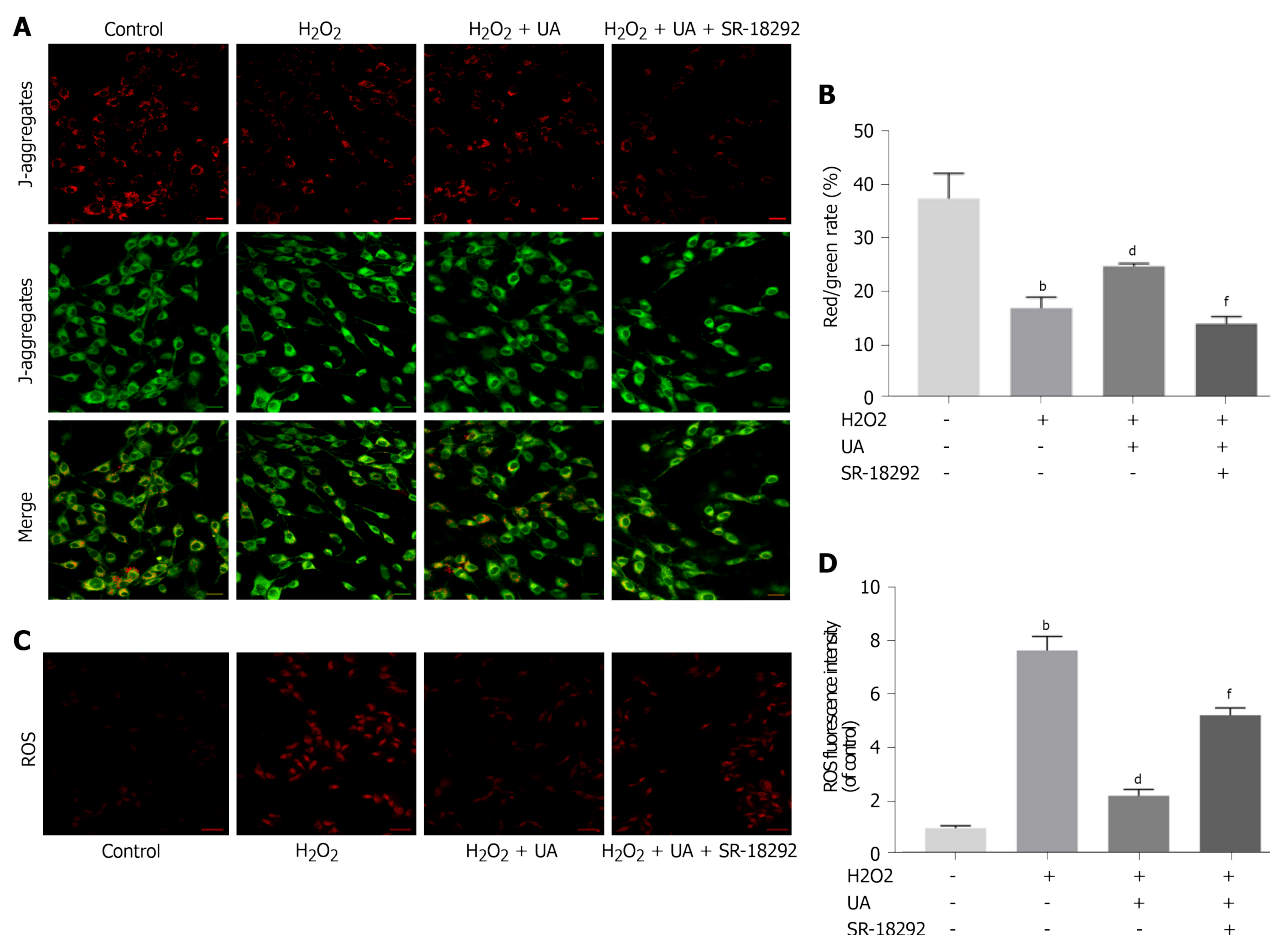 A
Control
H2O2
H2O2 + UA
H2O2 + UA + SR-18292
J-aggregates
J-aggregates
Merge
B
Red/green rate (%)
50
40
30
20
10
0
b
d
f
H2O2 - + + +
UA - - + +
SR-18292 - - - +
C
ROS
Control
H2O2
H2O2 + UA
H2O2 + UA + SR-18292
D
ROS fluorescence intensity
(of control)
10
8
6
4
2
0
b
d
f
H2O2 - + + +
UA - - + +
SR-18292 - - - +